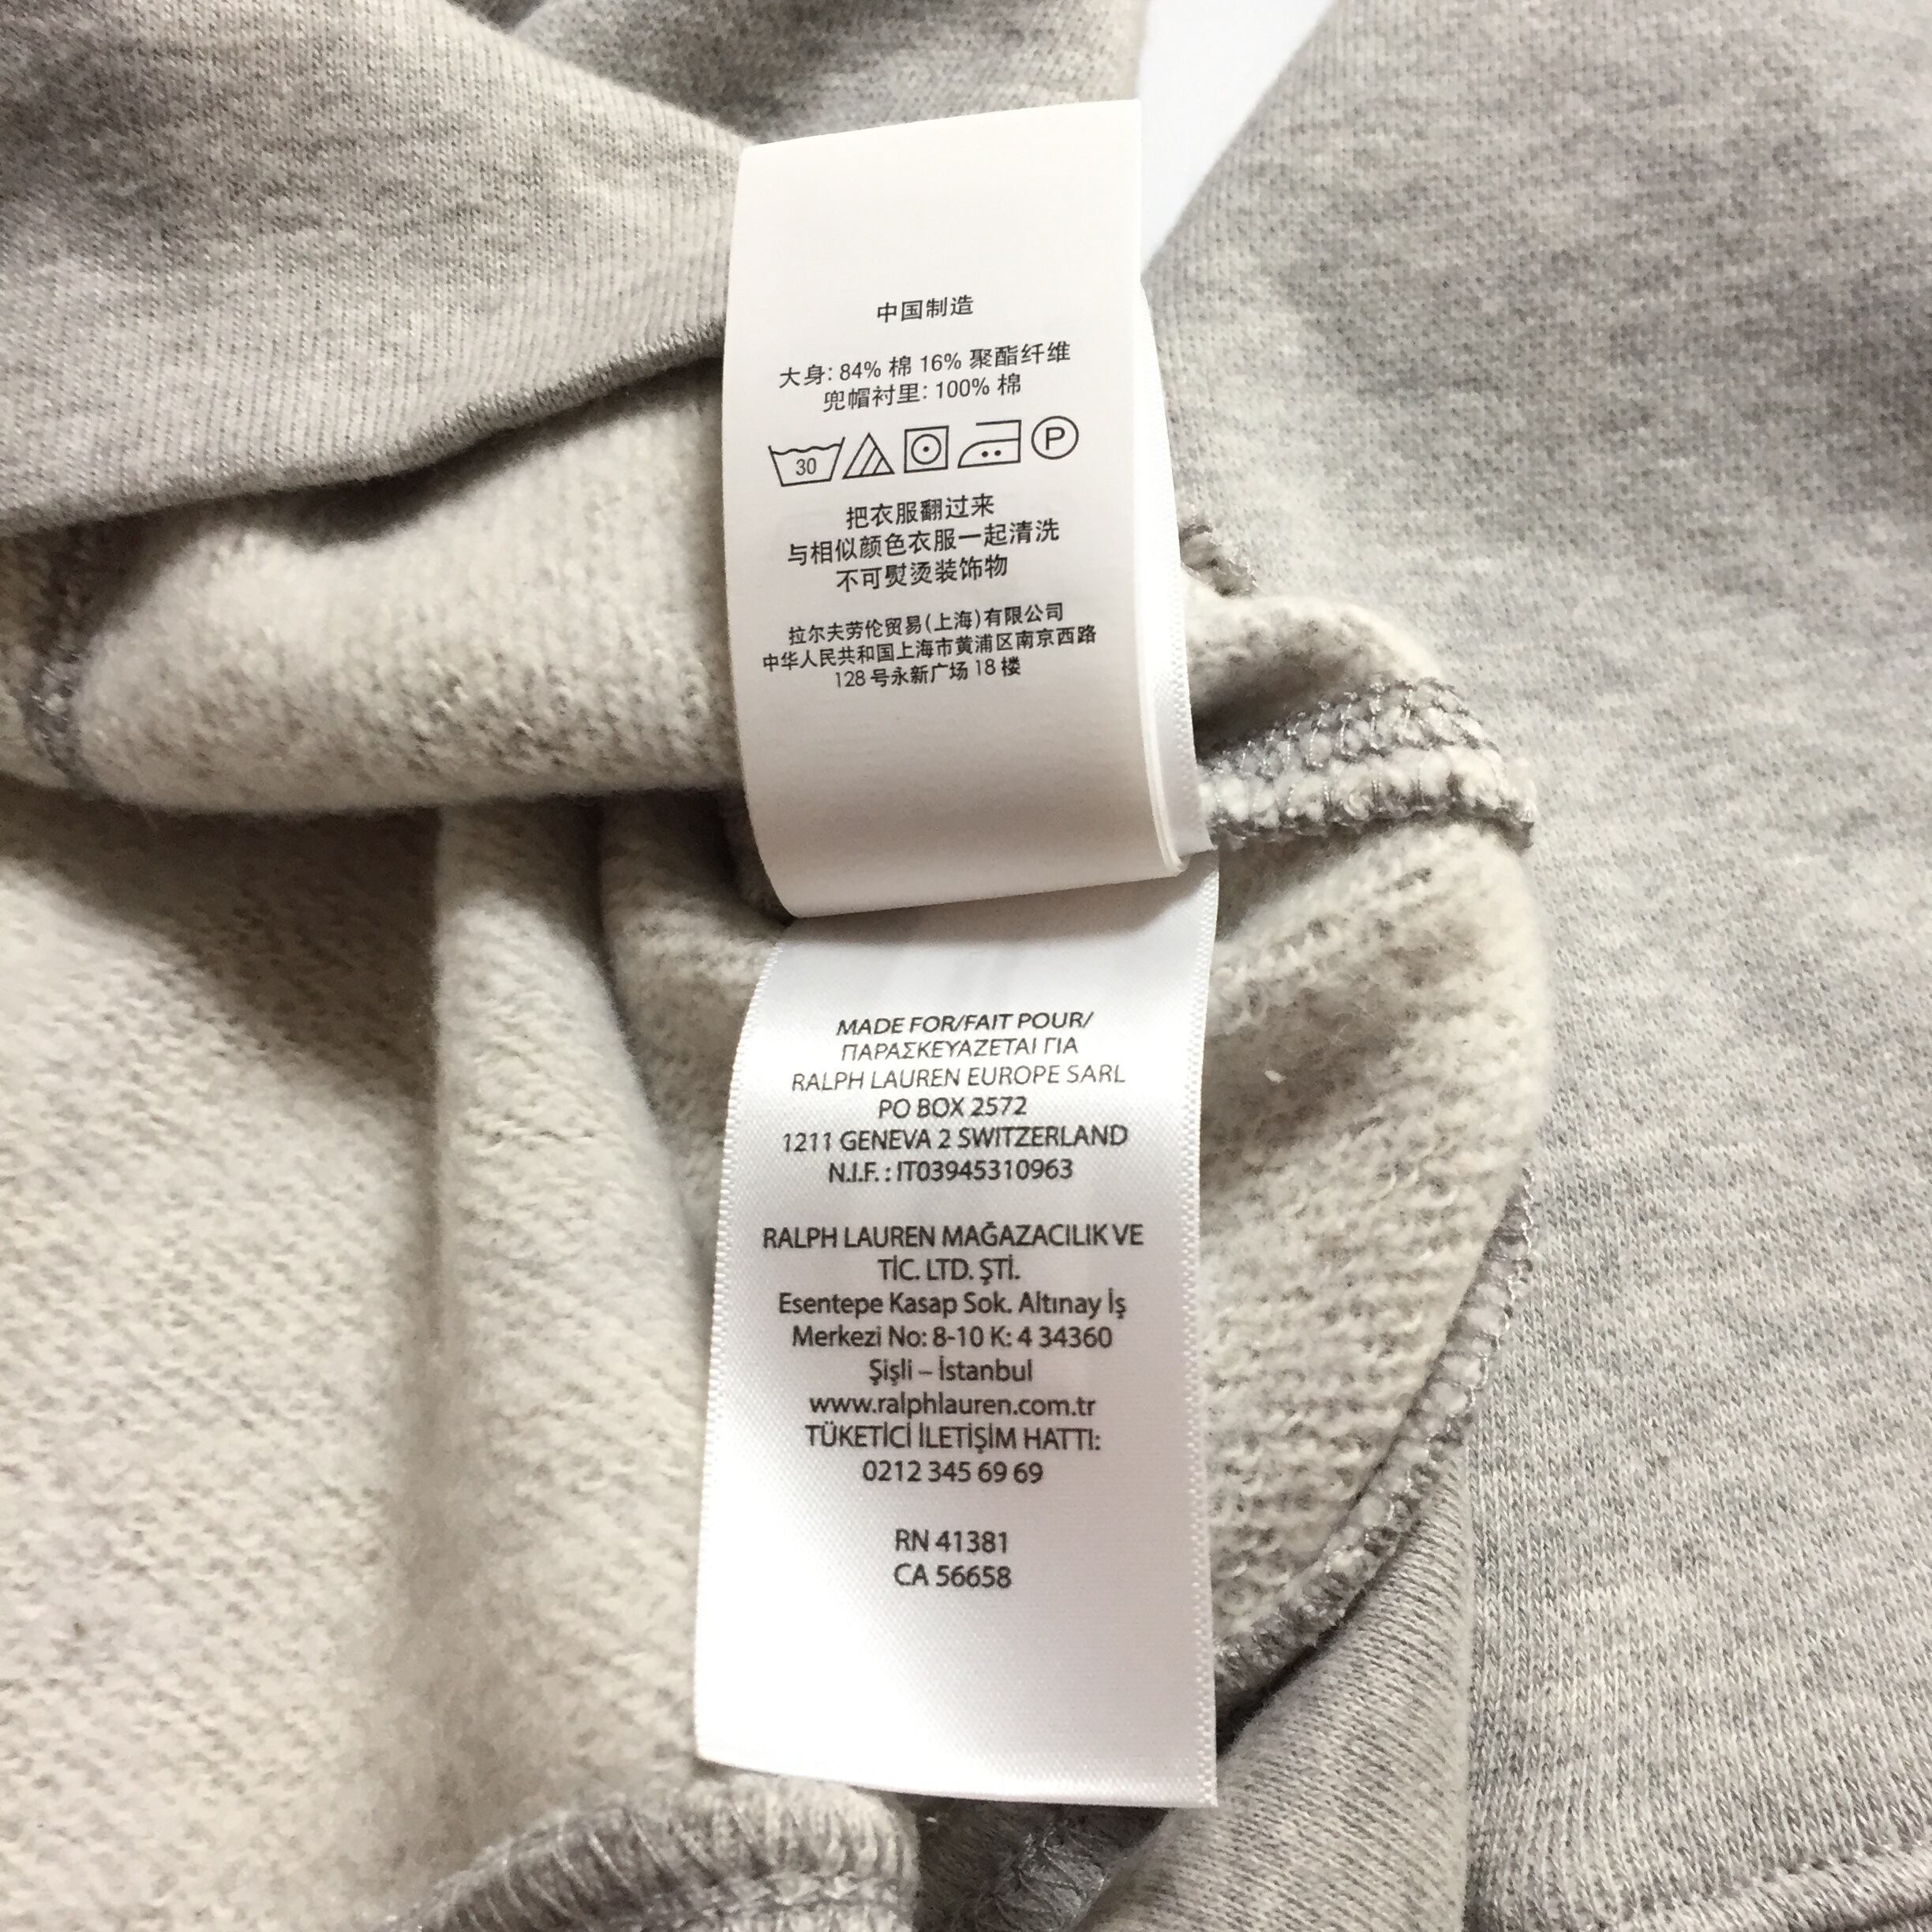 中国制造
大身: 84% 棉 16% 聚酯纤维
兜帽衬里: 100% 棉
30 P
把衣服翻过来
与相似颜色衣服一起清洗
不可熨烫装饰物
拉尔夫劳伦贸易(上海)有限公司
中华人民共和国上海市黄浦区南京西路
128 号永新广场 18 楼
MADE FOR/FAIT POUR/
ΠΑΡΑΣΚΕΥΑΖΕΤΑΙ ΓΙΑ
RALPH LAUREN EUROPE SARL
PO BOX 2572
1211 GENEVA 2 SWITZERLAND
N.I.F. : IT03945310963
RALPH LAUREN MAĞAZACILIK VE
TİC. LTD. ŞTİ.
Esentepe Kasap Sok. Altınay İş
Merkezi No: 8-10 K: 4 34360
Şişli – İstanbul
www.ralphlauren.com.tr
TÜKETİCİ İLETİŞİM HATTI:
0212 345 69 69
RN 41381
CA 56658